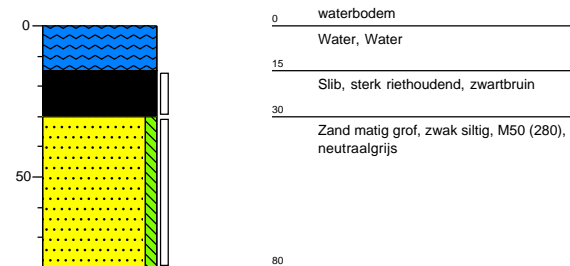 0
50
0
waterbodem
Water, Water
15
Slib, sterk riethoudend, zwartbruin
30
Zand matig grof, zwak siltig, M50 (280),
neutraalgrijs
80